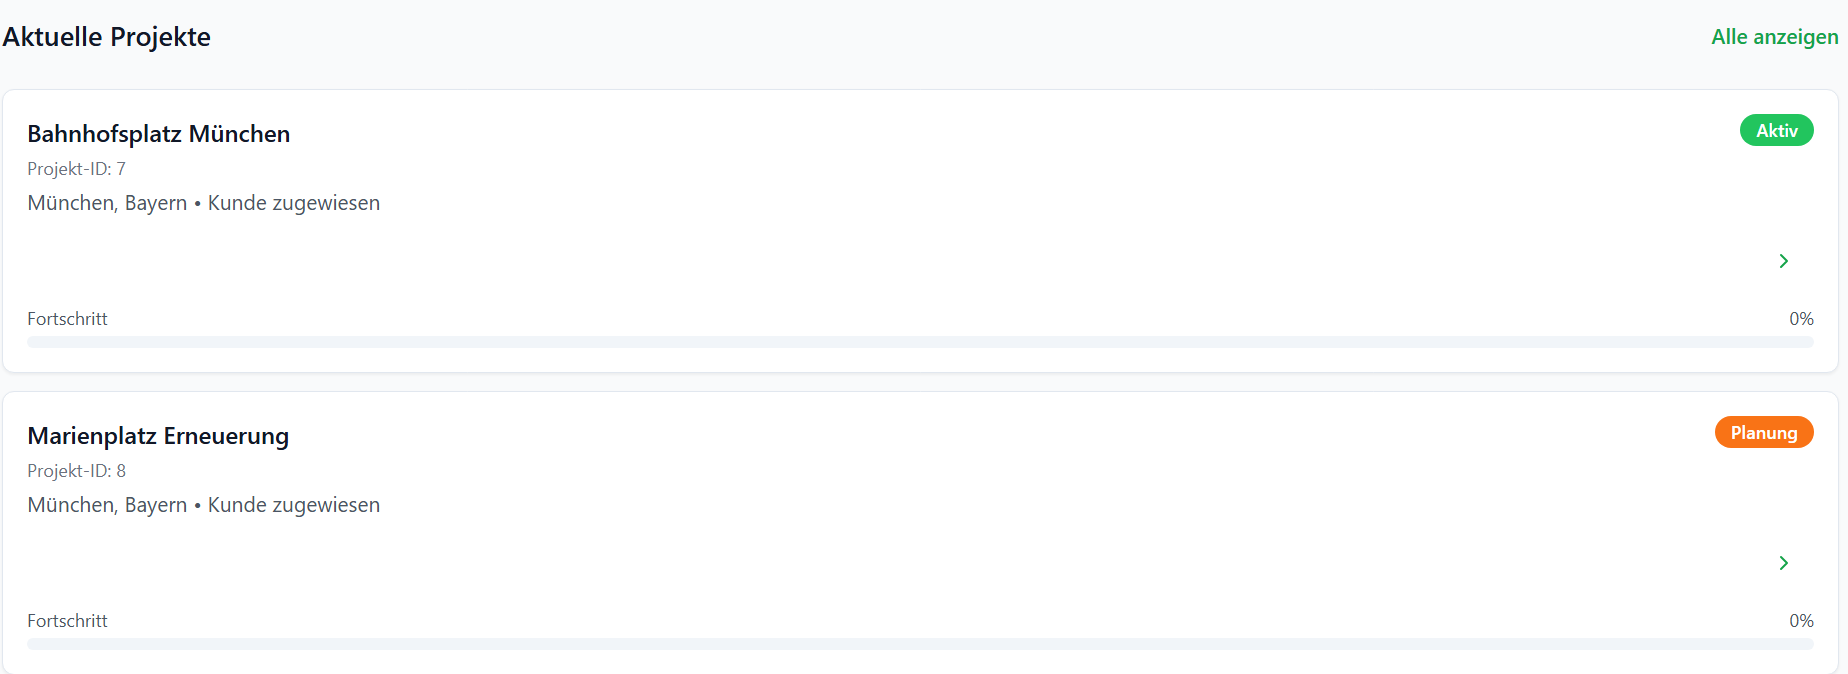 Aktuelle Projekte
Alle anzeigen
Bahnhofsplatz München
Aktiv
Projekt-ID: 7
München, Bayern • Kunde zugewiesen
Fortschritt
0%
Marienplatz Erneuerung
Planung
Projekt-ID: 8
München, Bayern • Kunde zugewiesen
Fortschritt
0%